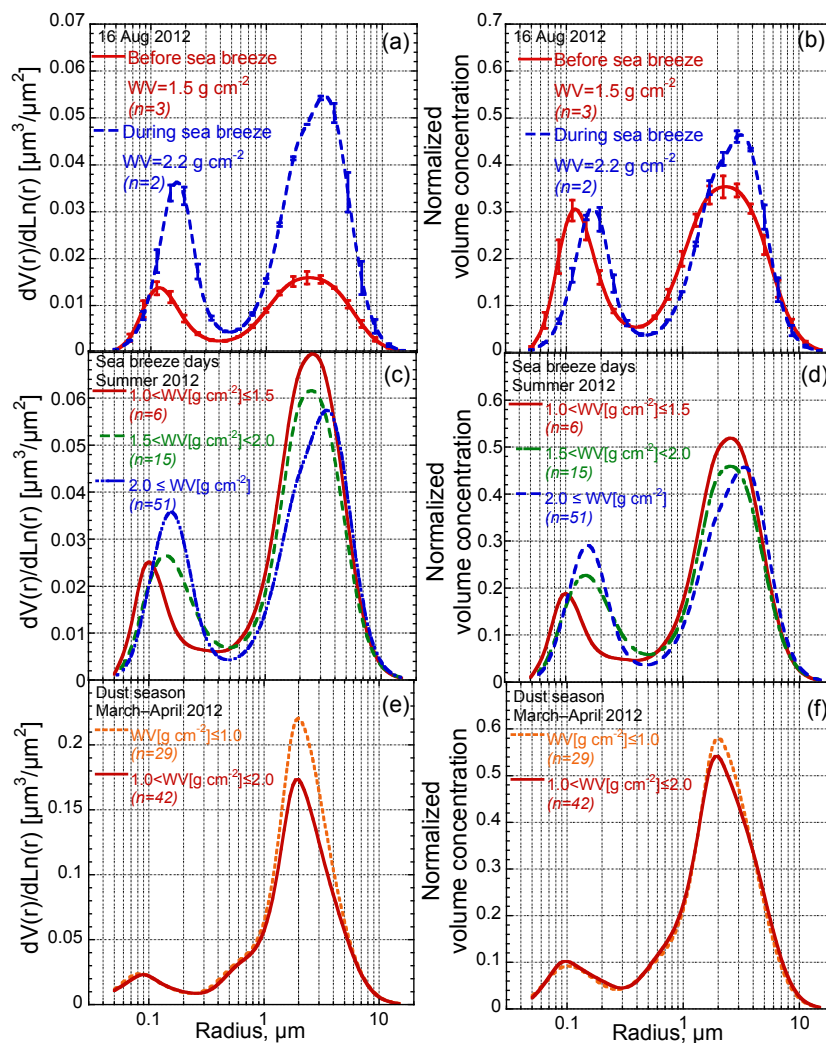 16 Aug 2012
(a)
Before sea breeze
WV=1.5 g cm-2
(n=3)
During sea breeze
WV=2.2 g cm-2
(n=2)
dV(r)/dLn(r) [µm3/µm2]
0.07
0.06
0.05
0.04
0.03
0.02
0.01
0
16 Aug 2012
(b)
Before sea breeze
WV=1.5 g cm-2
(n=3)
During sea breeze
WV=2.2 g cm-2
(n=2)
Normalized
volume concentration
0.7
0.6
0.5
0.4
0.3
0.2
0.1
0
Sea breeze days
Summer 2012
(c)
1.0<WV[g cm-2]≤1.5
(n=6)
1.5<WV[g cm-2]<2.0
(n=15)
2.0 ≤ WV[g cm-2]
(n=51)
dV(r)/dLn(r) [µm3/µm2]
0.06
0.05
0.04
0.03
0.02
0.01
0
Sea breeze days
Summer 2012
(d)
1.0<WV[g cm-2]≤1.5
(n=6)
1.5<WV[g cm-2]<2.0
(n=15)
2.0 ≤ WV[g cm-2]
(n=51)
Normalized
volume concentration
0.6
0.5
0.4
0.3
0.2
0.1
0
Dust season
March–April 2012
(e)
WV[g cm-2]≤1.0
(n=29)
1.0<WV[g cm-2]≤2.0
(n=42)
dV(r)/dLn(r) [µm3/µm2]
0.2
0.15
0.1
0.05
0
0.1
1
10
Radius, µm
Dust season
March–April 2012
(f)
WV[g cm-2]≤1.0
(n=29)
1.0<WV[g cm-2]≤2.0
(n=42)
Normalized
volume concentration
0.6
0.5
0.4
0.3
0.2
0.1
0
0.1
1
10
Radius, µm